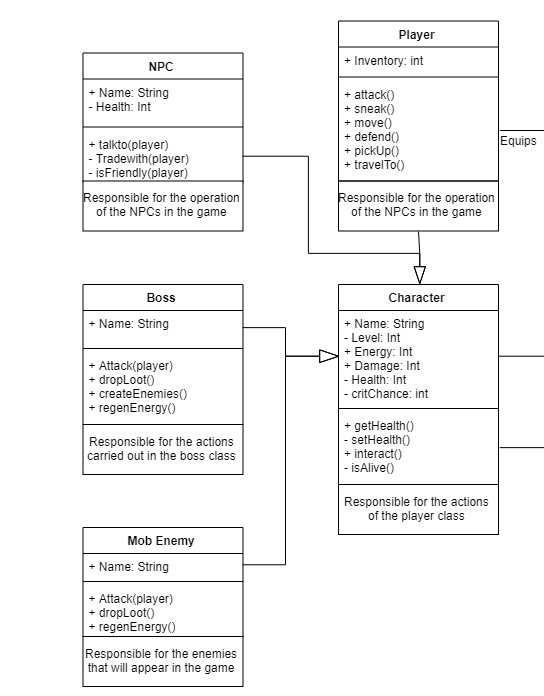 Player
+ Inventory: int
+ attack()
+ sneak()
+ move()
+ defend()
+ pickUp()
+ travelTo()
Responsible for the operation
of the NPCs in the game
Equips
NPC
+ Name: String
- Health: Int
+ talkto(player)
- Tradewith(player)
- isFriendly(player)
Responsible for the operation
of the NPCs in the game
Boss
+ Name: String
+ Attack(player)
+ dropLoot()
+ createEnemies()
+ regenEnergy()
Responsible for the actions
carried out in the boss class
Character
+ Name: String
- Level: Int
+ Energy: Int
+ Damage: Int
- Health: Int
- critChance: int
+ getHealth()
- setHealth()
+ interact()
- isAlive()
Responsible for the actions
of the player class
Mob Enemy
+ Name: String
+ Attack(player)
+ dropLoot()
+ regenEnergy()
Responsible for the enemies
that will appear in the game